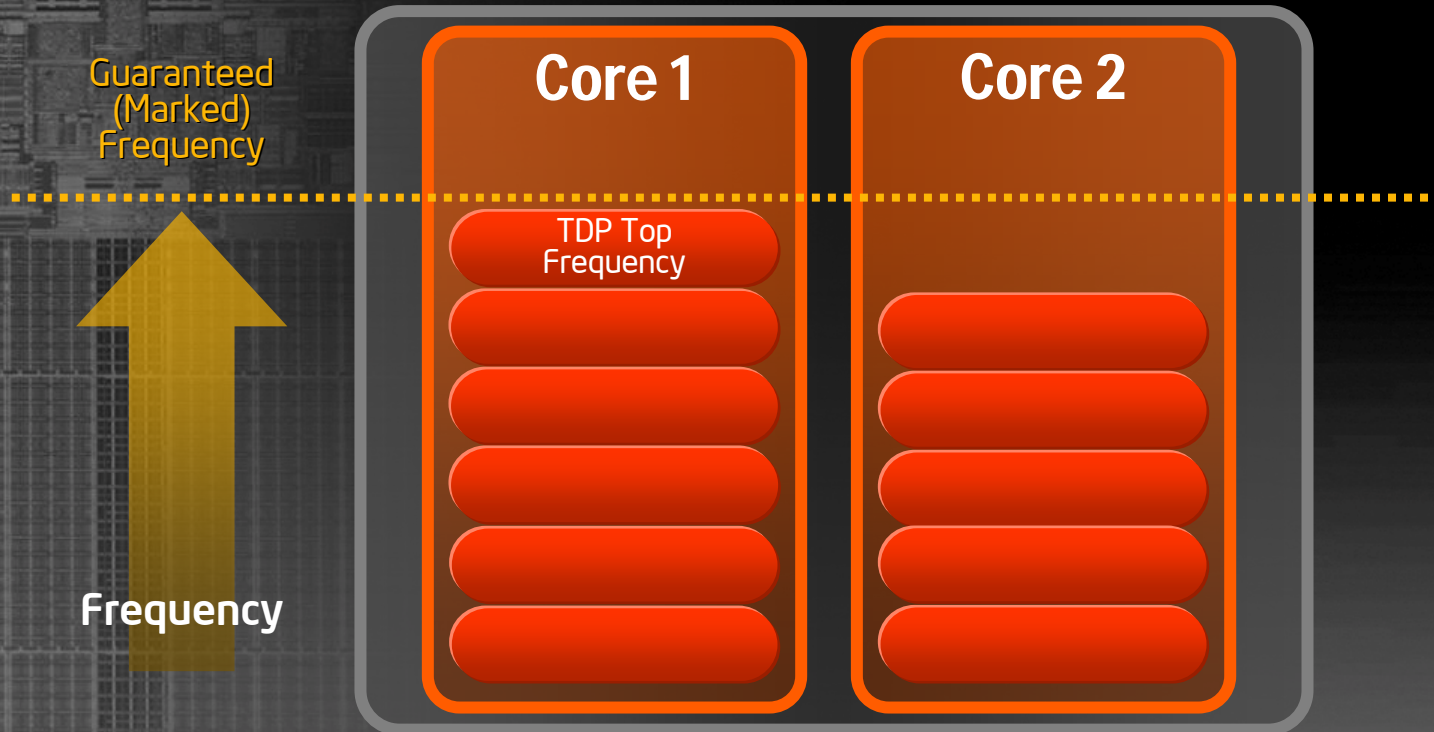 Guaranteed
(Marked)
Frequency
Core 1
Core 2
TDP Top
Frequency
Frequency